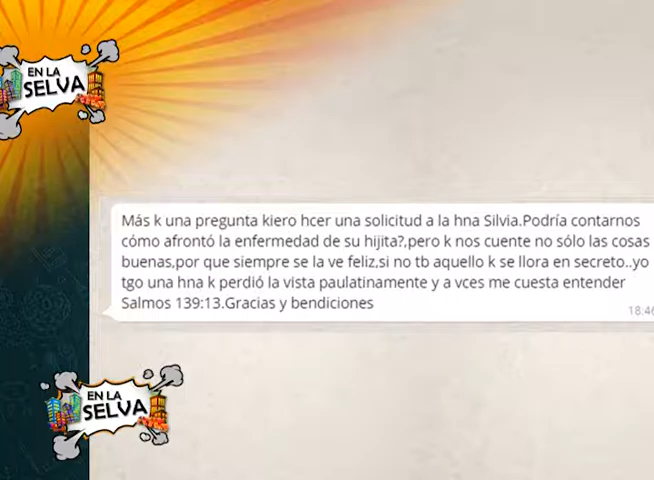 EN LA
SELVA
Más k una pregunta kiero hcer una solicitud a la hna Silvia.Podría contarnos
cómo afrontó la enfermedad de su hijita?,pero k nos cuente no sólo las cosas
buenas,por que siempre se la ve feliz,si no tb aquello k se llora en secreto..yo
tgo una hna k perdió la vista paulatinamente y a vces me cuesta entender
Salmos 139:13.Gracias y bendiciones
18:46
EN LA
SELVA